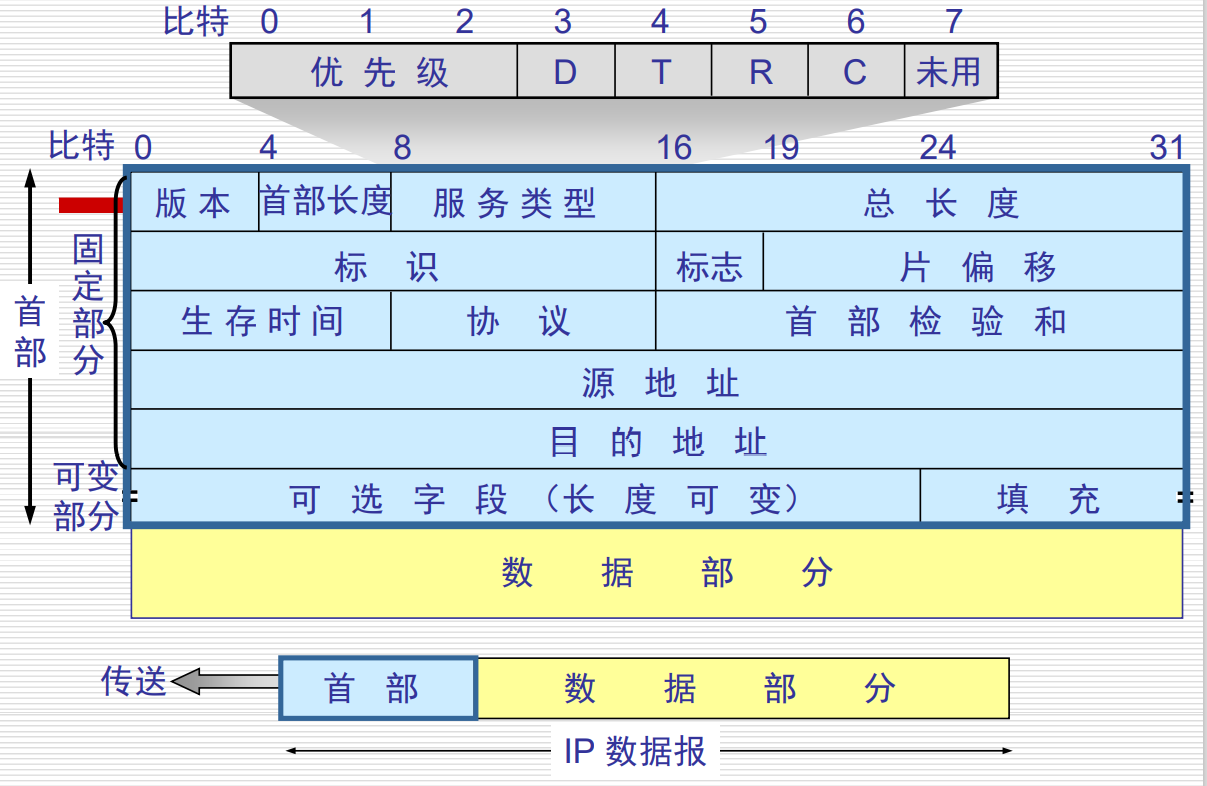 比特 0 1 2 3 4 5 6 7
优先级 D T R C 未用
比特 0 4 8 16 19 24 31
版本 首部长度 服务类型 总长度
标识 标志 片偏移
生存时间 协议 首部检验和
源地址
目的地址
可选字段（长度可变） 填充
数据部分
首部
固定部分
可变
部分
传送 首部 数据部分
IP 数据报